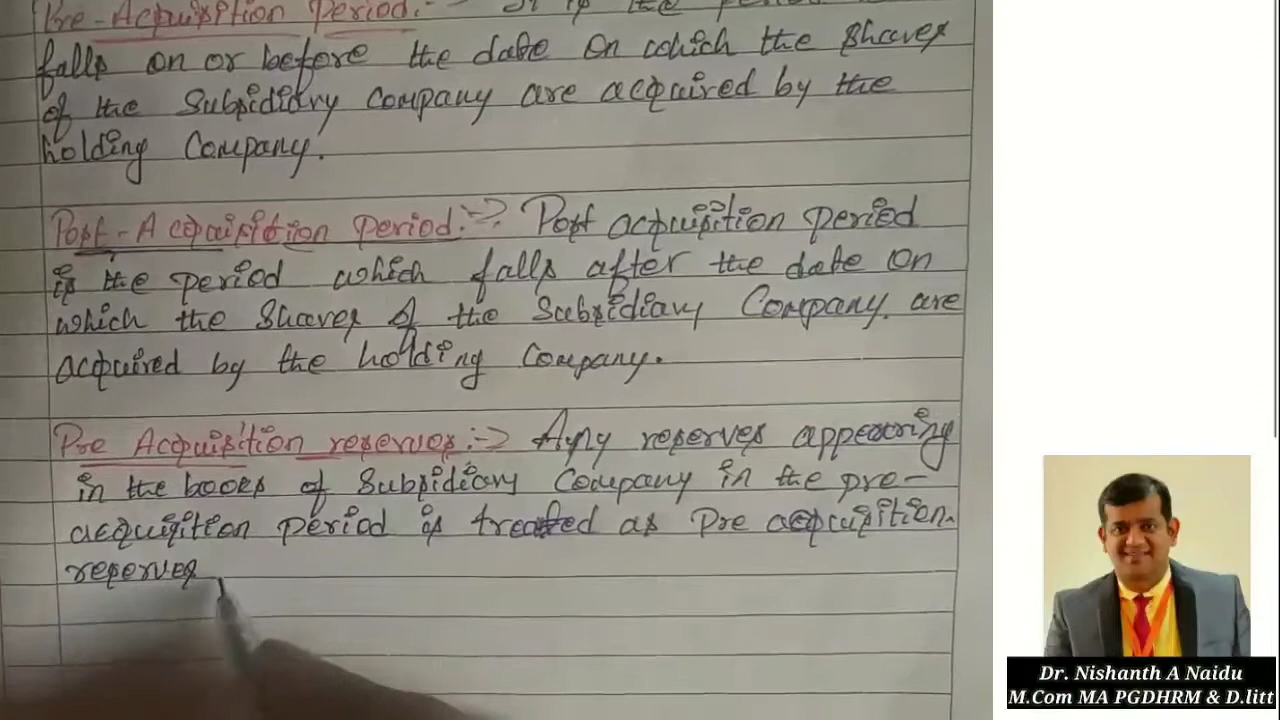 Pre-Acquisition Period:- It is the period
falls on or before the date on which the shares
of the Subsidiary Company are acquired by the
holding Company.
Post-Acquisition period:-> Post acquisition period
is the period which falls after the date on
which the shares of the Subsidiary Company are
acquired by the holding Company.
Pre Acquisition reserves:-> Any reserves appearing
in the books of Subsidiary Company in the pre-
acquisition period is treated as Pre acquisition
reserves
Dr. Nishanth A Naidu
M.Com MA PGDHRM & D.litt